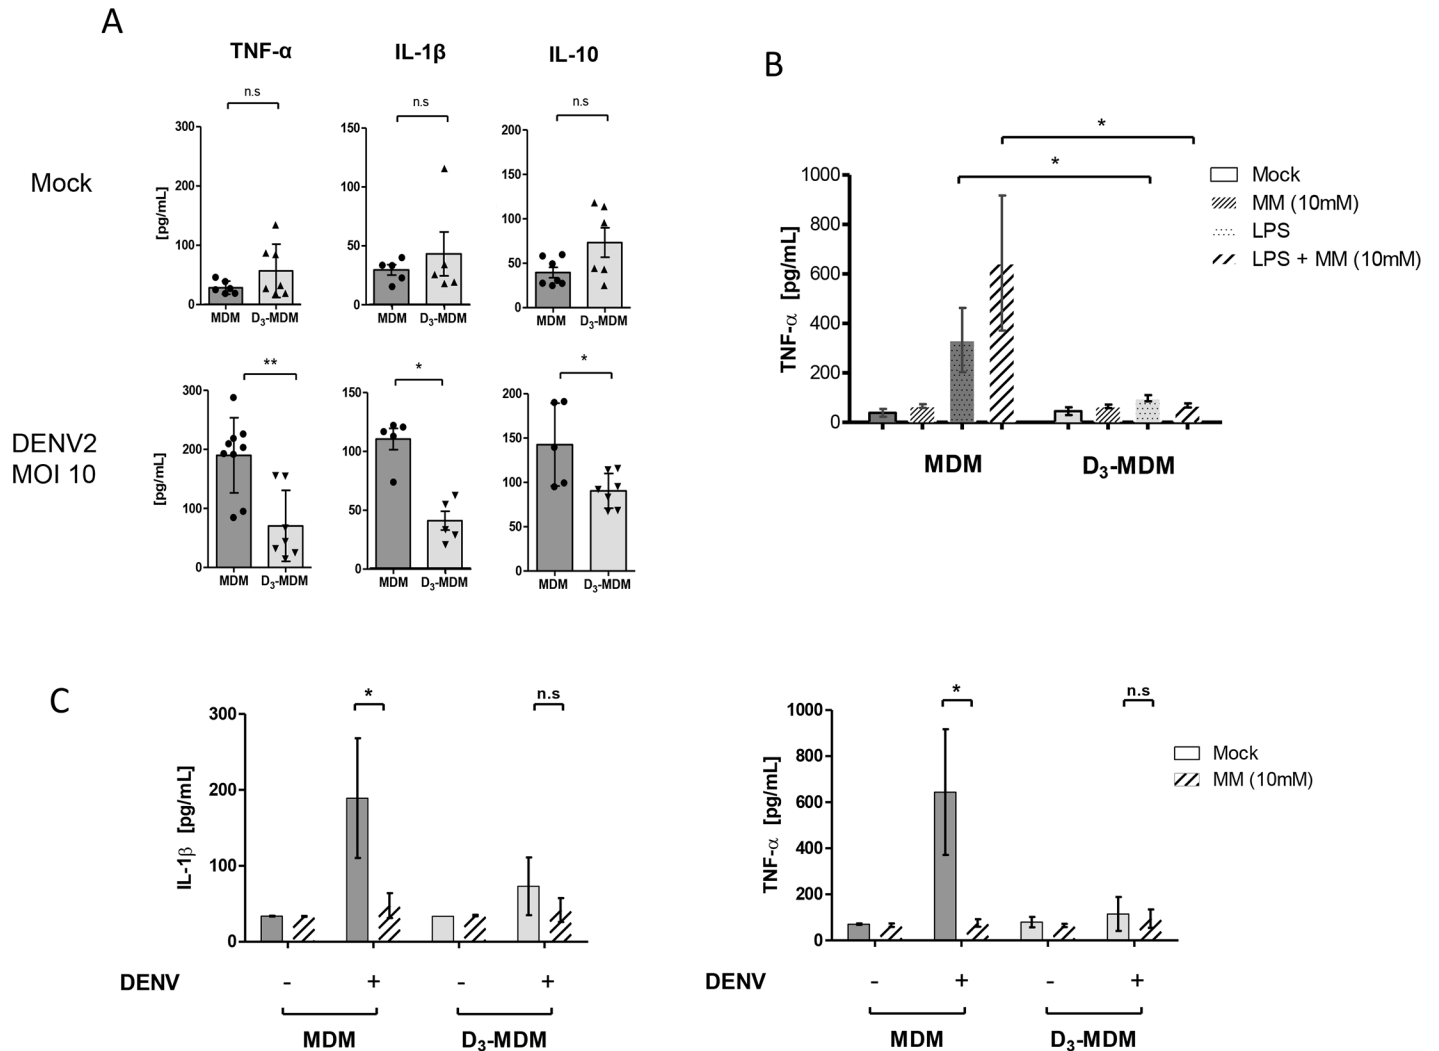 A
TNF-α
IL-1β
IL-10
n.s
n.s
n.s
Mock
[pg/mL]
300
200
100
0
MDM
D₃-MDM
150
100
50
0
MDM
D₃-MDM
200
150
100
50
0
MDM
D₃-MDM
DENV2
MOI 10
**
*
*
[pg/mL]
300
200
100
0
MDM
D₃-MDM
150
100
50
0
MDM
D₃-MDM
200
150
100
50
0
MDM
D₃-MDM
B
*
*
TNF-α [pg/mL]
1000
800
600
400
200
0
MDM
D₃-MDM
Mock
MM (10mM)
LPS
LPS + MM (10mM)
C
*
n.s
IL-1β [pg/mL]
300
200
100
0
DENV
-
+
-
+
MDM
D₃-MDM
*
n.s
TNF-α [pg/mL]
1000
800
600
400
200
0
DENV
-
+
-
+
MDM
D₃-MDM
Mock
MM (10mM)